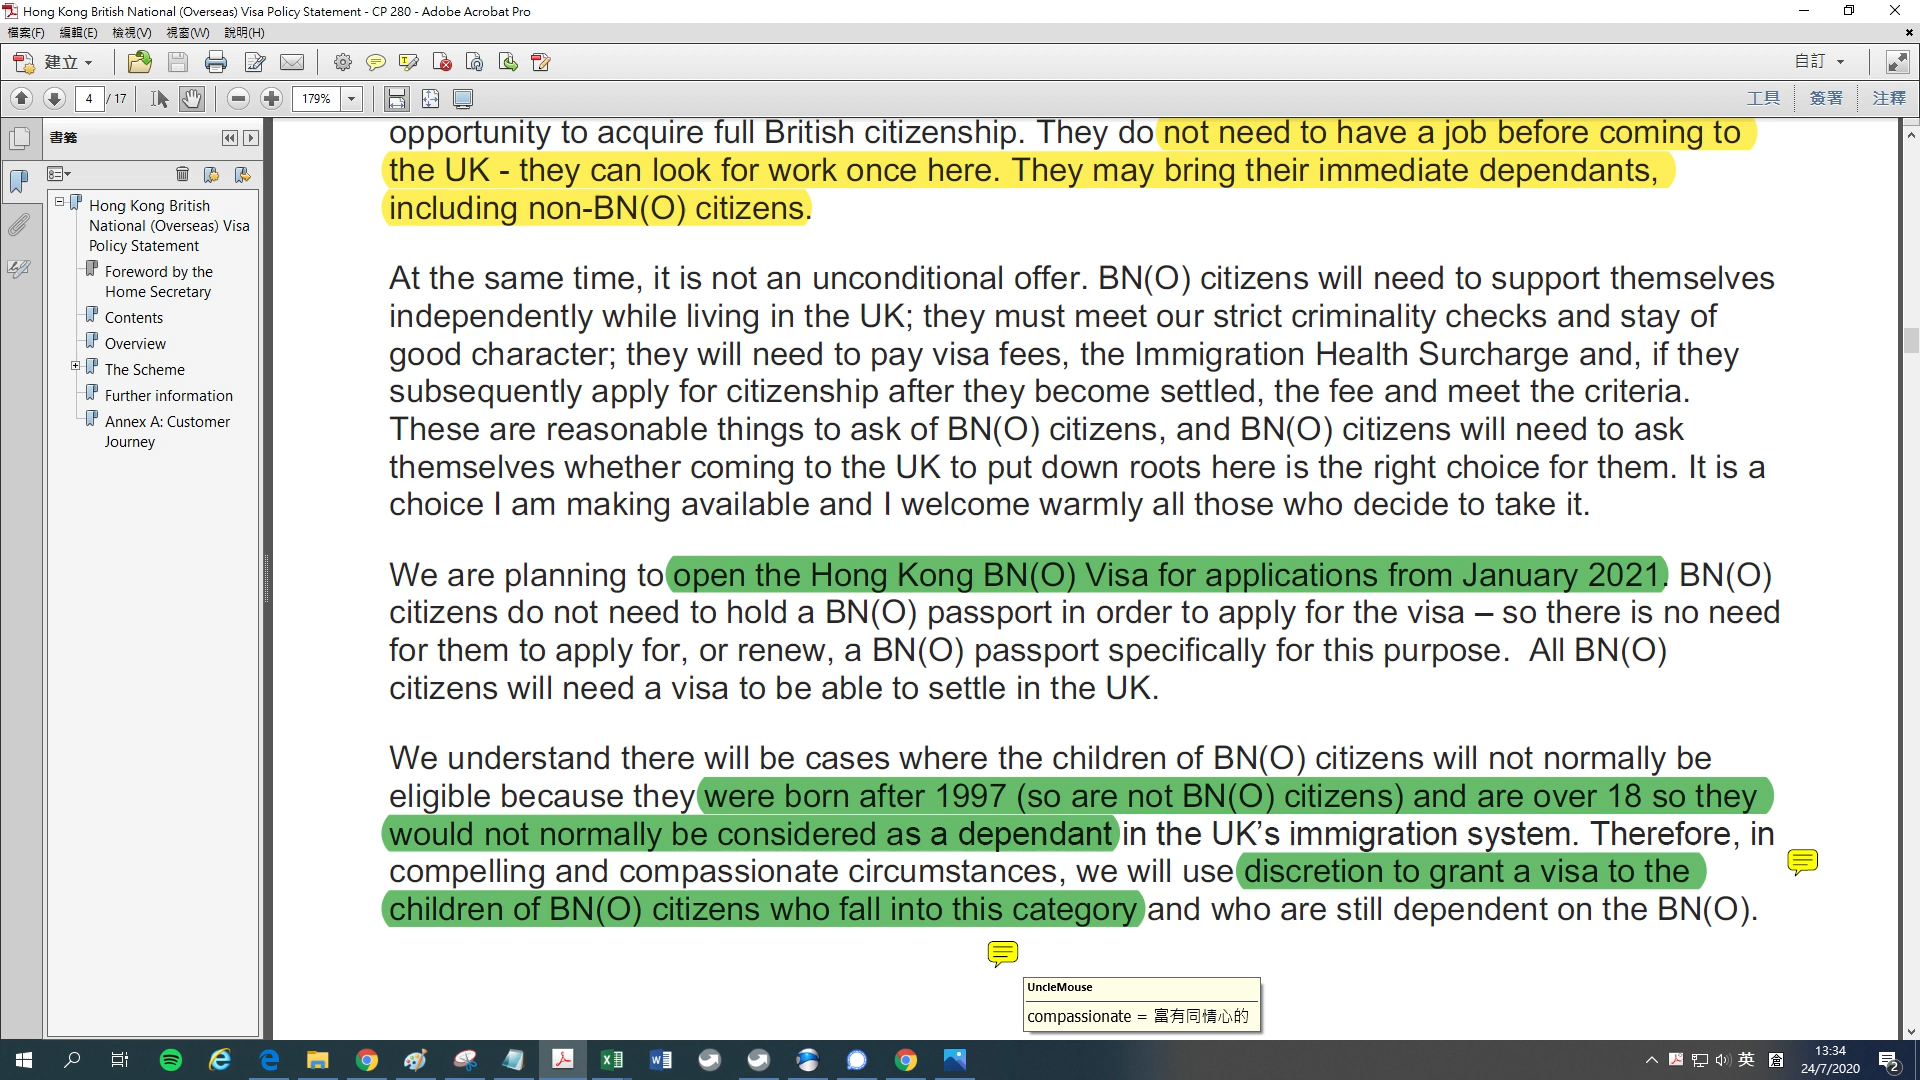 Hong Kong British National (Overseas) Visa Policy Statement - CP 280 - Adobe Acrobat Pro
檔案(F) 編輯(E) 檢視(V) 視窗(W) 說明(H)
建立
自訂
4 / 17
179%
工具 簽署 注釋
書籤
Hong Kong British
National (Overseas) Visa
Policy Statement
Foreword by the
Home Secretary
Contents
Overview
The Scheme
Further information
Annex A: Customer
Journey
opportunity to acquire full British citizenship. They do not need to have a job before coming to
the UK - they can look for work once here. They may bring their immediate dependants,
including non-BN(O) citizens.
At the same time, it is not an unconditional offer. BN(O) citizens will need to support themselves
independently while living in the UK; they must meet our strict criminality checks and stay of
good character; they will need to pay visa fees, the Immigration Health Surcharge and, if they
subsequently apply for citizenship after they become settled, the fee and meet the criteria.
These are reasonable things to ask of BN(O) citizens, and BN(O) citizens will need to ask
themselves whether coming to the UK to put down roots here is the right choice for them. It is a
choice I am making available and I welcome warmly all those who decide to take it.
We are planning to open the Hong Kong BN(O) Visa for applications from January 2021. BN(O)
citizens do not need to hold a BN(O) passport in order to apply for the visa – so there is no need
for them to apply for, or renew, a BN(O) passport specifically for this purpose.  All BN(O)
citizens will need a visa to be able to settle in the UK.
We understand there will be cases where the children of BN(O) citizens will not normally be
eligible because they were born after 1997 (so are not BN(O) citizens) and are over 18 so they
would not normally be considered as a dependant in the UK’s immigration system. Therefore, in
compelling and compassionate circumstances, we will use discretion to grant a visa to the
children of BN(O) citizens who fall into this category and who are still dependent on the BN(O).
UncleMouse
compassionate = 富有同情心的
英 倉
13:34
24/7/2020
2